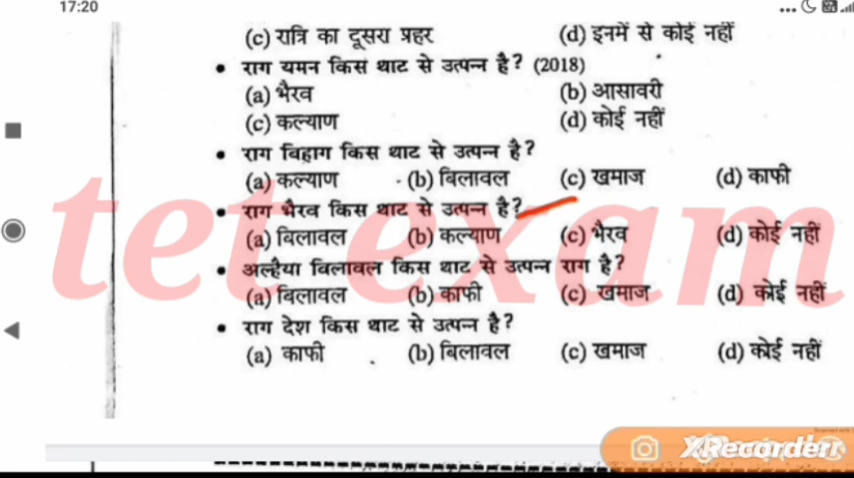 17:20
(c) रात्रि का दूसरा प्रहर (d) इनमें से कोई नहीं
• राग यमन किस थाट से उत्पन्न है? (2018)
(a) भैरव (b) आसावरी
(c) कल्याण (d) कोई नहीं
• राग बिहाग किस थाट से उत्पन्न है?
(a) कल्याण (b) बिलावल (c) खमाज (d) काफी
• राग भैरव किस थाट से उत्पन्न है?
(a) बिलावल (b) कल्याण (c) भैरव (d) कोई नहीं
tet exam
• अल्हैया बिलावल किस थाट से उत्पन्न राग है?
(a) बिलावल (b) काफी (c) खमाज (d) कोई नहीं
• राग देश किस थाट से उत्पन्न है?
(a) काफी (b) बिलावल (c) खमाज (d) कोई नहीं
XRecorder